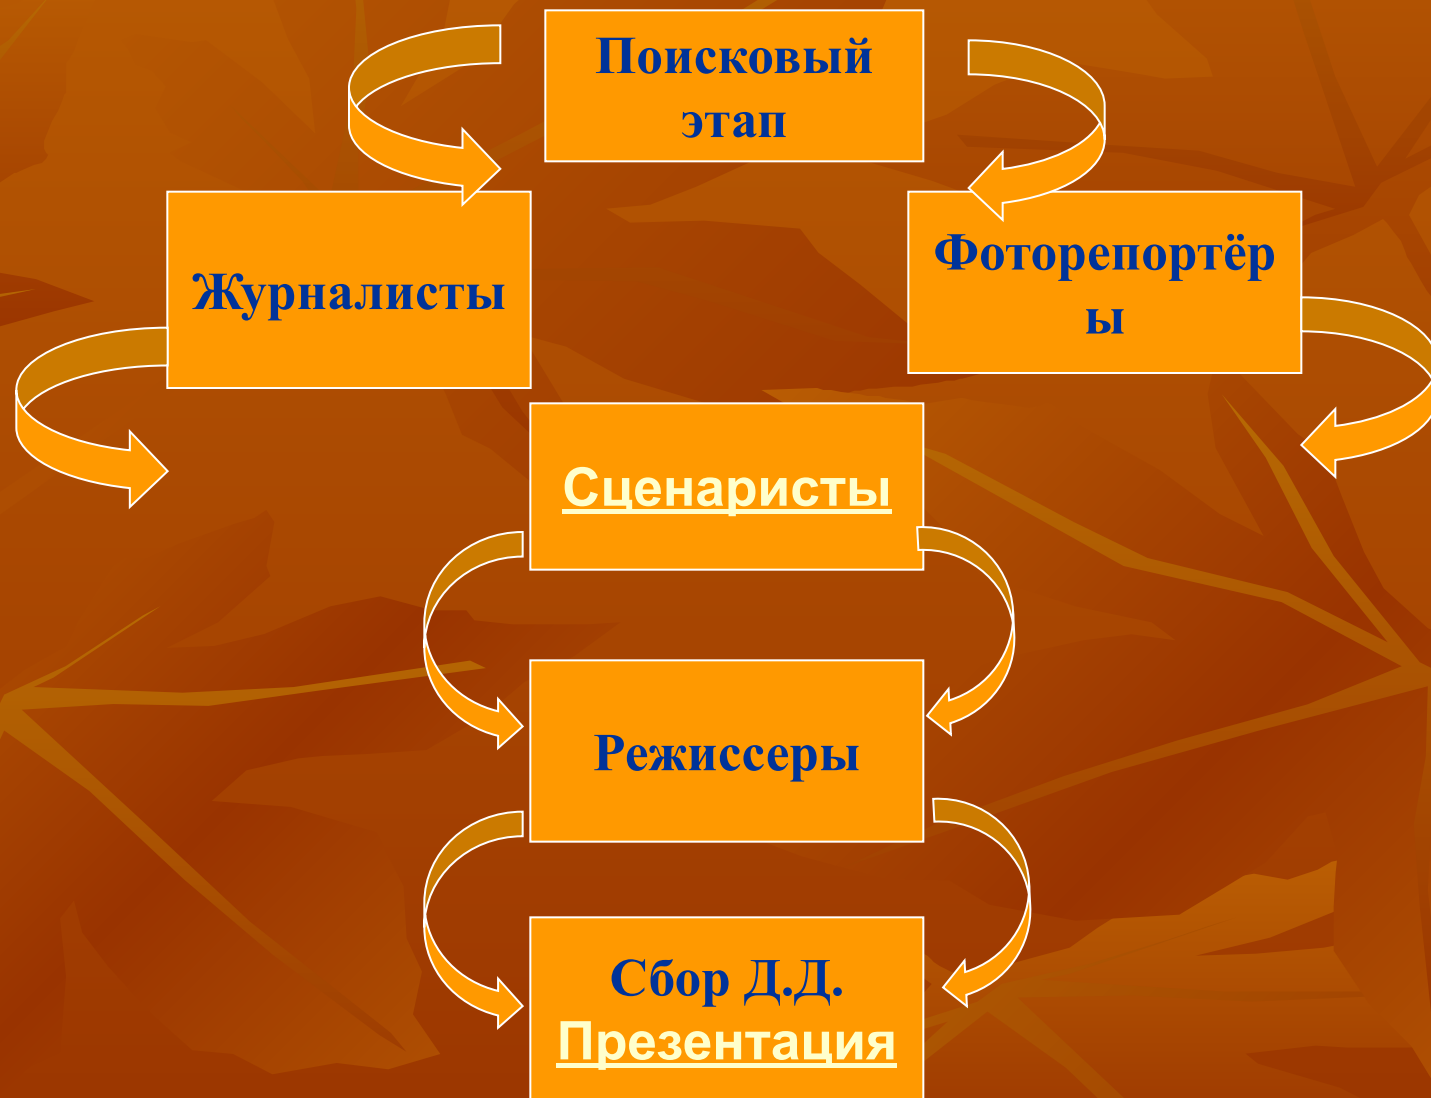 Поисковый
этап
Журналисты
Фоторепортёр
ы
Сценаристы
Режиссеры
Сбор Д.Д.
Презентация